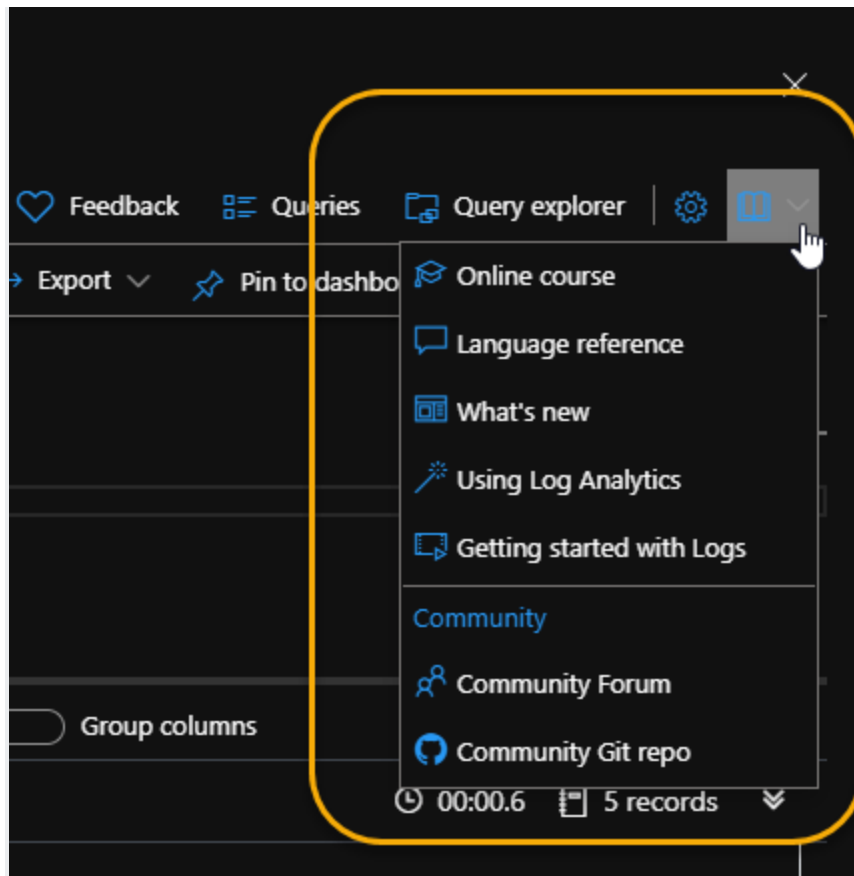 Feedback
Queries
Query explorer
Export
Pin to dashbo
Online course
Language reference
What's new
Using Log Analytics
Getting started with Logs
Community
Community Forum
Community Git repo
Group columns
00:00.6
5 records